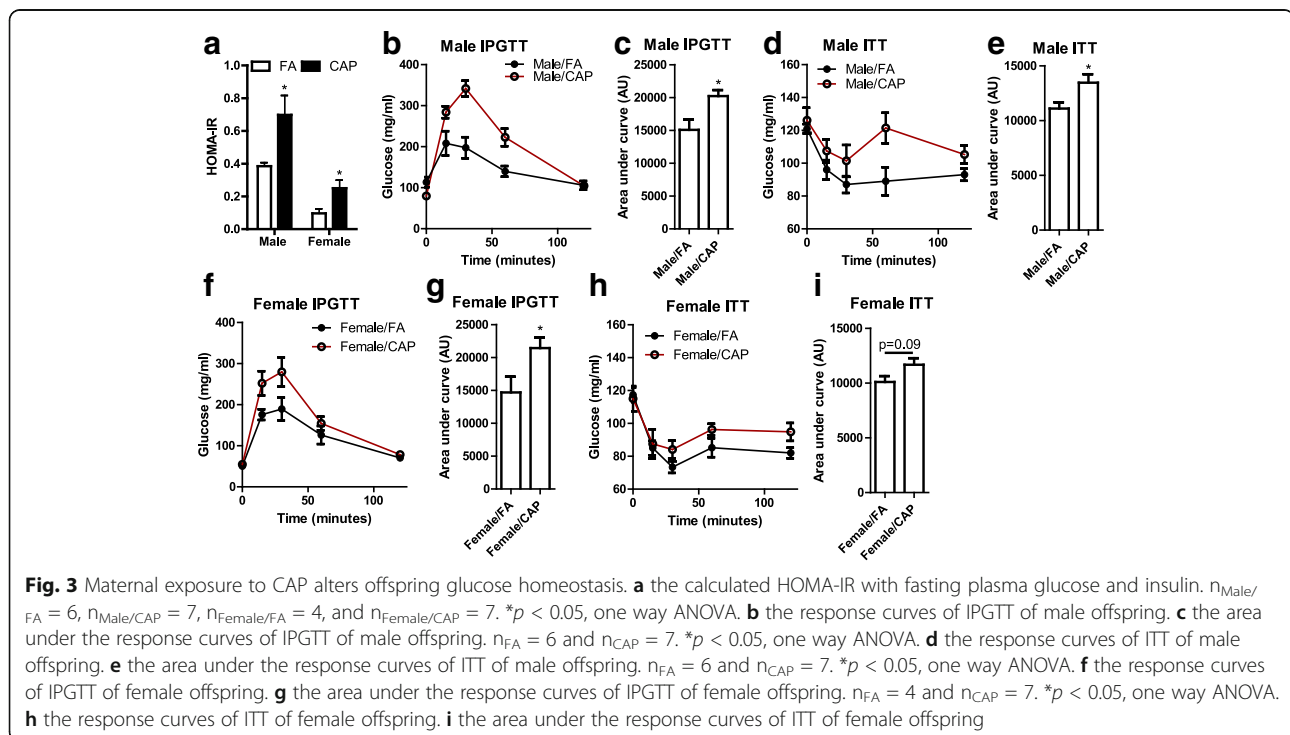 a
FA CAP
HOMA-IR
1.0
0.8
0.6
0.4
0.2
0.0
*
*
Male Female
b
Male IPGTT
Male/FA
Male/CAP
Glucose (mg/ml)
400
300
200
100
0
0 50 100
Time (minutes)
c
Male IPGTT
Area under curve (AU)
25000
20000
15000
10000
5000
0
*
Male/FA
Male/CAP
d
Male ITT
Male/FA
Male/CAP
Glucose (mg/ml)
160
140
120
100
80
60
0 50 100
Time (minutes)
e
Male ITT
Area under curve (AU)
15000
10000
5000
0
*
Male/FA
Male/CAP
f
Female IPGTT
Female/FA
Female/CAP
Glucose (mg/ml)
400
300
200
100
0
0 50 100
Time (minutes)
g
Female IPGTT
Area under curve (AU)
25000
20000
15000
10000
5000
0
*
Female/FA
Female/CAP
h
Female ITT
Female/FA
Female/CAP
Glucose (mg/ml)
160
140
120
100
80
60
0 50 100
Time (minutes)
i
Female ITT
Area under curve (AU)
15000
10000
5000
0
p=0.09
Female/FA
Female/CAP
Fig. 3 Maternal exposure to CAP alters offspring glucose homeostasis. a the calculated HOMA-IR with fasting plasma glucose and insulin. nMale/
FA = 6, nMale/CAP = 7, nFemale/FA = 4, and nFemale/CAP = 7. *p < 0.05, one way ANOVA. b the response curves of IPGTT of male offspring. c the area
under the response curves of IPGTT of male offspring. nFA = 6 and nCAP = 7. *p < 0.05, one way ANOVA. d the response curves of ITT of male
offspring. e the area under the response curves of ITT of male offspring. nFA = 6 and nCAP = 7. *p < 0.05, one way ANOVA. f the response curves
of IPGTT of female offspring. g the area under the response curves of IPGTT of female offspring. nFA = 4 and nCAP = 7. *p < 0.05, one way ANOVA.
h the response curves of ITT of female offspring. i the area under the response curves of ITT of female offspring